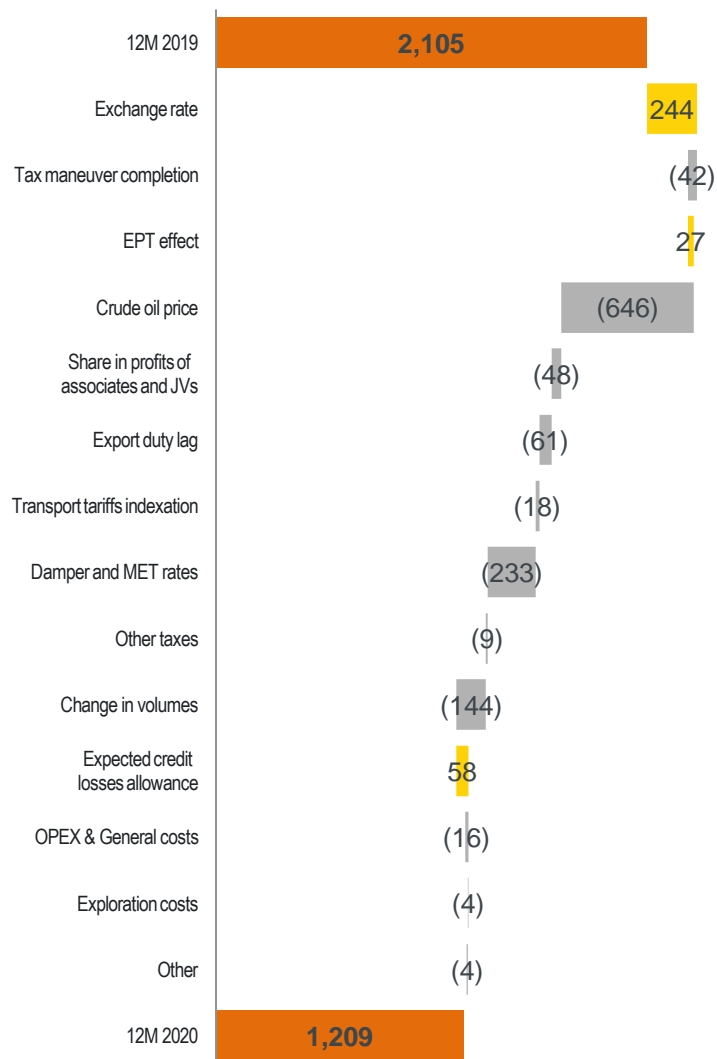 12M 2019
2,105
Exchange rate
244
Tax maneuver completion
(42)
EPT effect
27
Crude oil price
(646)
Share in profits of
associates and JVs
(48)
Export duty lag
(61)
Transport tariffs indexation
(18)
Damper and MET rates
(233)
Other taxes
(9)
Change in volumes
(144)
Expected credit
losses allowance
58
OPEX & General costs
(16)
Exploration costs
(4)
Other
(4)
12M 2020
1,209